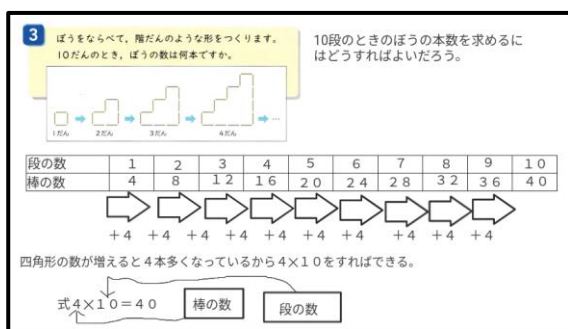 3
ぼうをならべて，階だんのような形をつくります。
10だんのとき，ぼうの数は何本ですか。
1だん 2だん 3だん 4だん
10段のときのぼうの本数を求めるに
はどうすればよいだろう。
段の数 1 2 3 4 5 6 7 8 9 10
棒の数 4 8 12 16 20 24 28 32 36 40
+4 +4 +4 +4 +4 +4 +4 +4 +4
四角形の数が増えると4本多くなっているから4×10をすればできる。
式4×10=40 棒の数 段の数